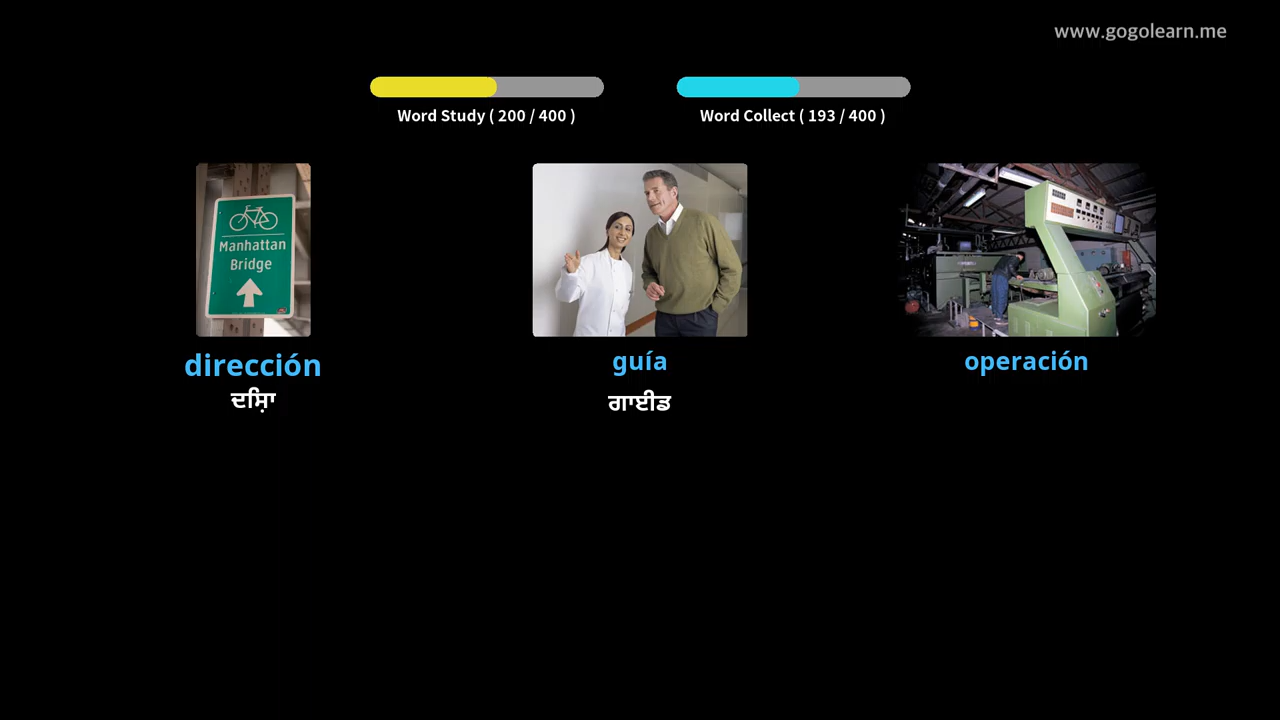 www.gogolearn.me
Word Study ( 200 / 400 )
Word Collect ( 193 / 400 )
Manhattan
Bridge
dirección
guía
operación
ਦਿਸ਼ਾ
ਗਾਈਡ